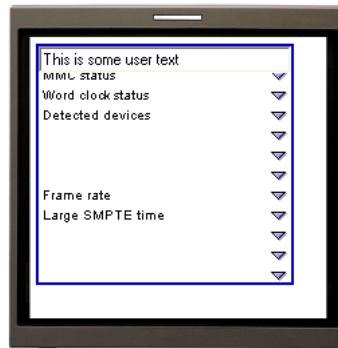 This is some user text
MMC status
Word clock status
Detected devices
Frame rate
Large SMPTE time